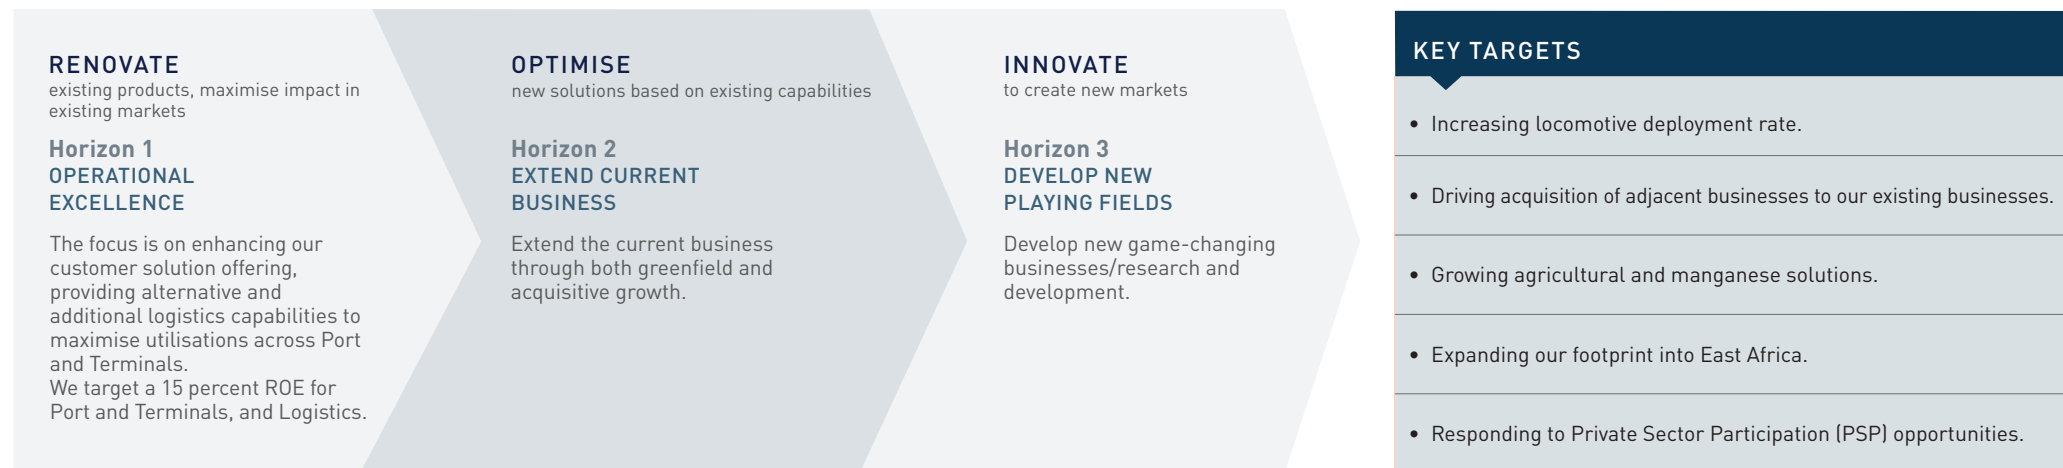 RENOVATE
existing products, maximise impact in
existing markets
Horizon 1
OPERATIONAL
EXCELLENCE
The focus is on enhancing our
customer solution offering,
providing alternative and
additional logistics capabilities to
maximise utilisations across Port
and Terminals.
We target a 15 percent ROE for
Port and Terminals, and Logistics.
OPTIMISE
new solutions based on existing capabilities
Horizon 2
EXTEND CURRENT
BUSINESS
Extend the current business
through both greenfield and
acquisitive growth.
INNOVATE
to create new markets
Horizon 3
DEVELOP NEW
PLAYING FIELDS
Develop new game-changing
businesses/research and
development.
KEY TARGETS
• Increasing locomotive deployment rate.
• Driving acquisition of adjacent businesses to our existing businesses.
• Growing agricultural and manganese solutions.
• Expanding our footprint into East Africa.
• Responding to Private Sector Participation (PSP) opportunities.